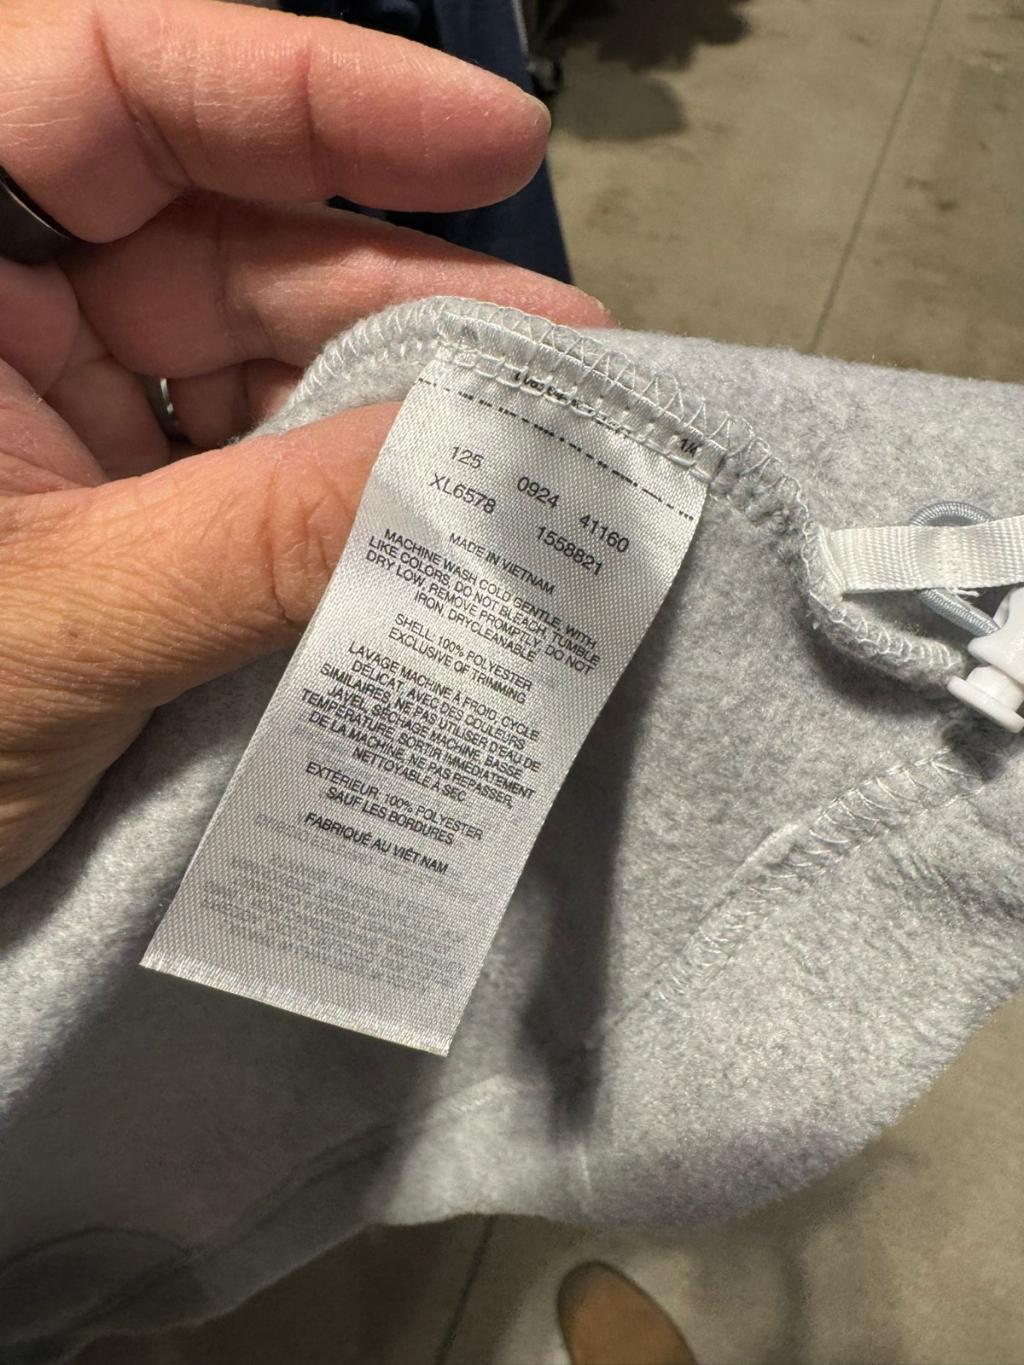 1/4
125 0924 41160
XL6578 1558821
MADE IN VIETNAM
MACHINE WASH COLD GENTLE, WITH
LIKE COLORS, DO NOT BLEACH, TUMBLE
DRY LOW, REMOVE PROMPTLY, DO NOT
IRON, DRYCLEANABLE
SHELL: 100% POLYESTER
EXCLUSIVE OF TRIMMING
LAVAGE MACHINE À FROID, CYCLE
DÉLICAT, AVEC DES COULEURS
SIMILAIRES, NE PAS UTILISER D'EAU DE
JAVEL, SÉCHAGE MACHINE, BASSE
TEMPÉRATURE, SORTIR IMMÉDIATEMENT
DE LA MACHINE, NE PAS REPASSER,
NETTOYABLE À SEC
EXTÉRIEUR: 100% POLYESTER
SAUF LES BORDURES
FABRIQUÉ AU VIÊT NAM